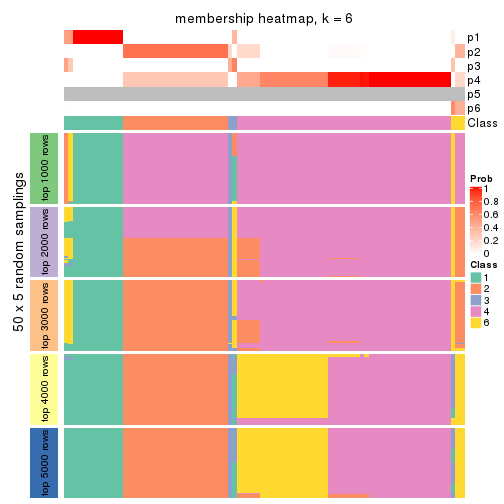 membership heatmap, k = 6
p1
p2
p3
p4
p5
p6
Class
50 x 5 random samplings
top 1000 rows
top 2000 rows
top 3000 rows
top 4000 rows
top 5000 rows
Prob
1
0.8
0.6
0.4
0.2
0
Class
1
2
3
4
6